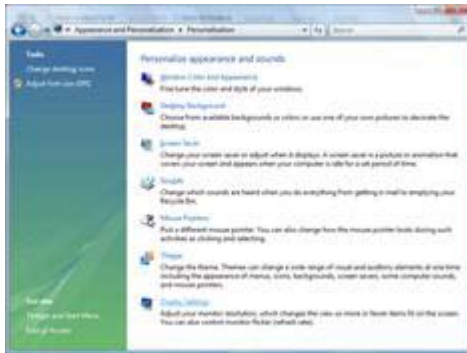 Appearance and Personalization ▸ Personalization
Search
Tasks
Change desktop icons
Adjust font size (DPI)
See also
Taskbar and Start Menu
Ease of Access
Personalize appearance and sounds
Window Color and Appearance
Fine tune the color and style of your windows.
Desktop Background
Choose from available backgrounds or colors or use one of your own pictures to decorate the
desktop.
Screen Saver
Change your screen saver or adjust when it displays. A screen saver is a picture or animation that
covers your screen and appears when your computer is idle for a set period of time.
Sounds
Change which sounds are heard when you do everything from getting e-mail to emptying your
Recycle Bin.
Mouse Pointers
Pick a different mouse pointer. You can also change how the mouse pointer looks during such
activities as clicking and selecting.
Theme
Change the theme. Themes can change a wide range of visual and auditory elements at one time
including the appearance of menus, icons, backgrounds, screen savers, some computer sounds,
and mouse pointers.
Display Settings
Adjust your monitor resolution, which changes the view so more or fewer items fit on the screen.
You can also control monitor flicker (refresh rate).